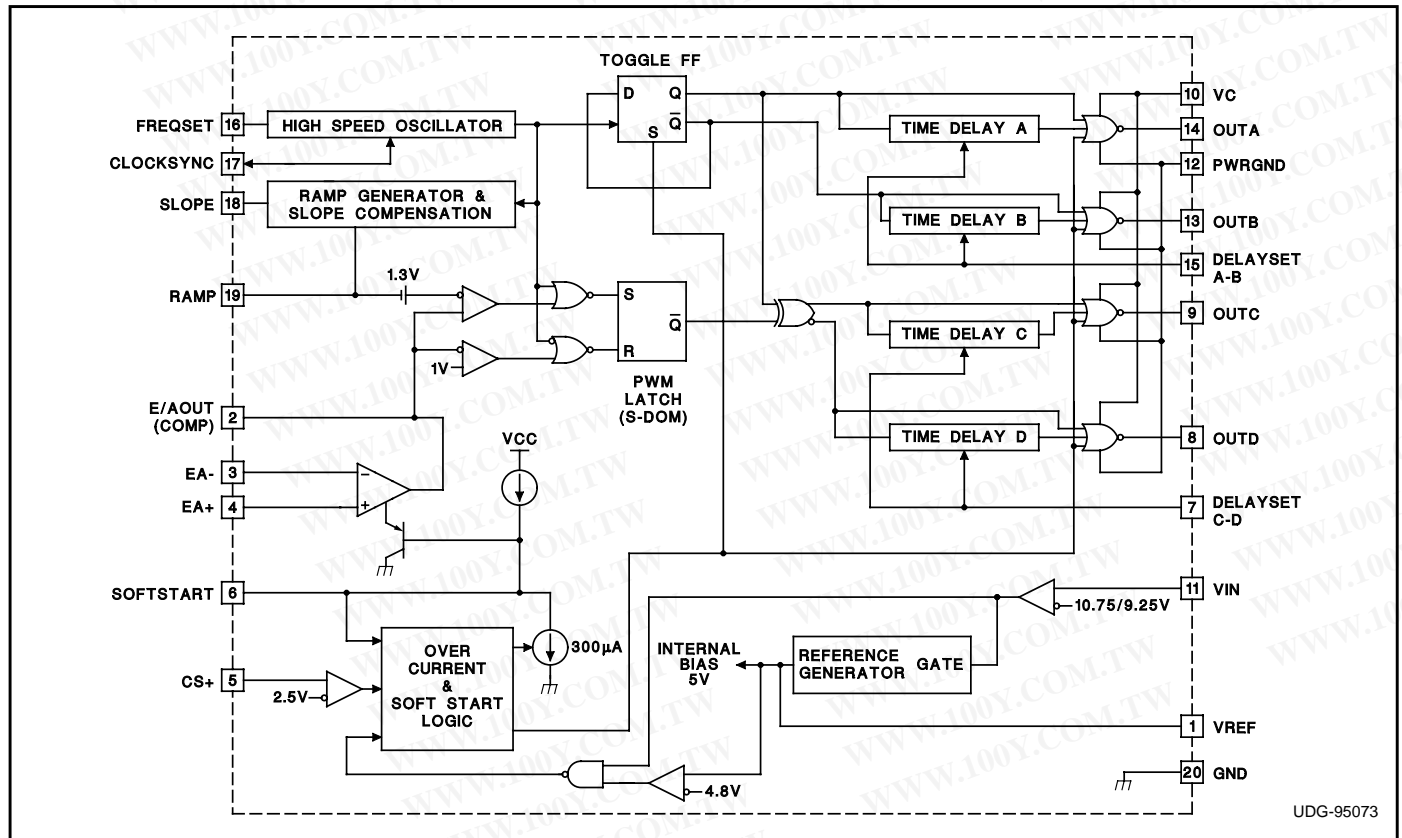 TOGGLE FF
D Q
Q
S
FREQSET 16 HIGH SPEED OSCILLATOR
CLOCKSYNC 17
SLOPE 18 RAMP GENERATOR &
SLOPE COMPENSATION
RAMP 19
1.3V
1V
S
Q
R
PWM
LATCH
(S-DOM)
E/AOUT
(COMP) 2
EA- 3
EA+ 4
-
+
VCC
SOFTSTART 6
CS+ 5
2.5V
OVER
CURRENT
&
SOFT START
LOGIC
300µA
INTERNAL
BIAS
5V
REFERENCE
GENERATOR GATE
4.8V
10.75/9.25V
TIME DELAY A
TIME DELAY B
TIME DELAY C
TIME DELAY D
10 VC
14 OUTA
12 PWRGND
13 OUTB
15 DELAYSET
A-B
9 OUTC
8 OUTD
7 DELAYSET
C-D
11 VIN
1 VREF
20 GND
UDG-95073
WWW.100Y.COM.TW